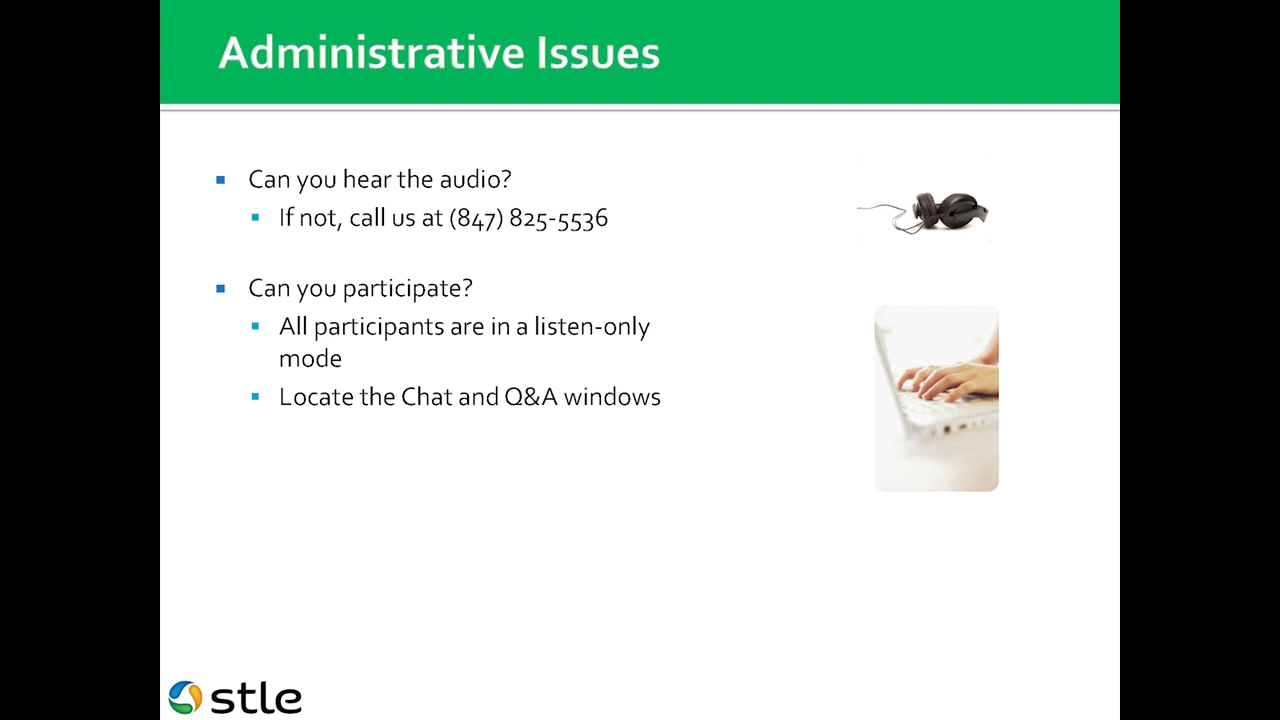 Administrative Issues
Can you hear the audio?
If not, call us at (847) 825-5536
Can you participate?
All participants are in a listen-only
mode
Locate the Chat and Q&A windows
stle